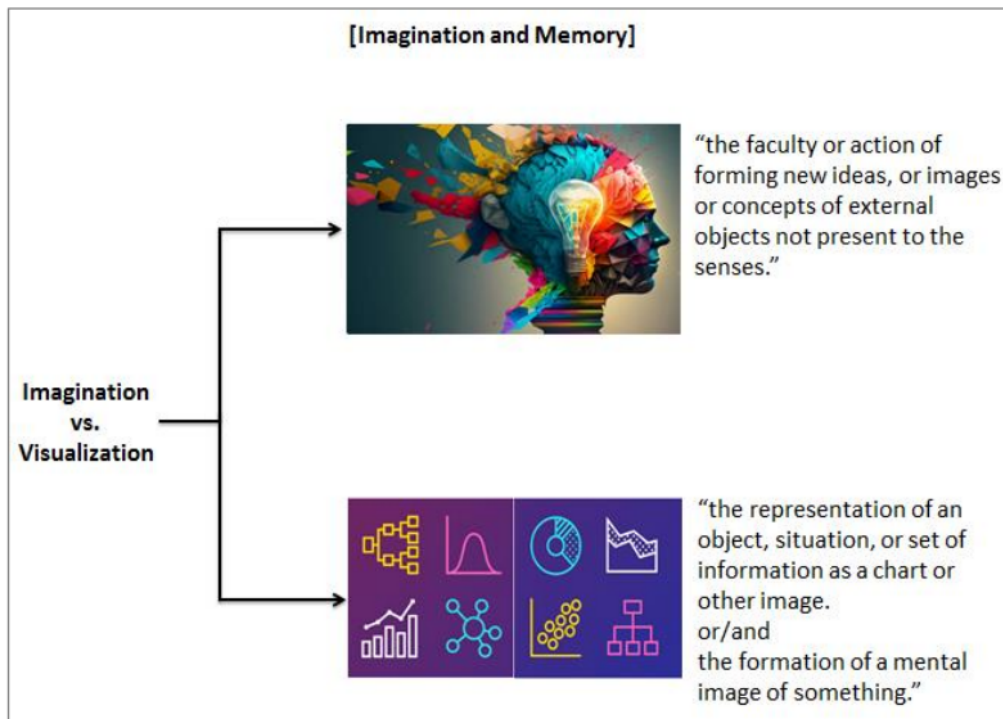 [Imagination and Memory]
“the faculty or action of
forming new ideas, or images
or concepts of external
objects not present to the
senses.”
Imagination
vs.
Visualization
“the representation of an
object, situation, or set of
information as a chart or
other image.
or/and
the formation of a mental
image of something.”